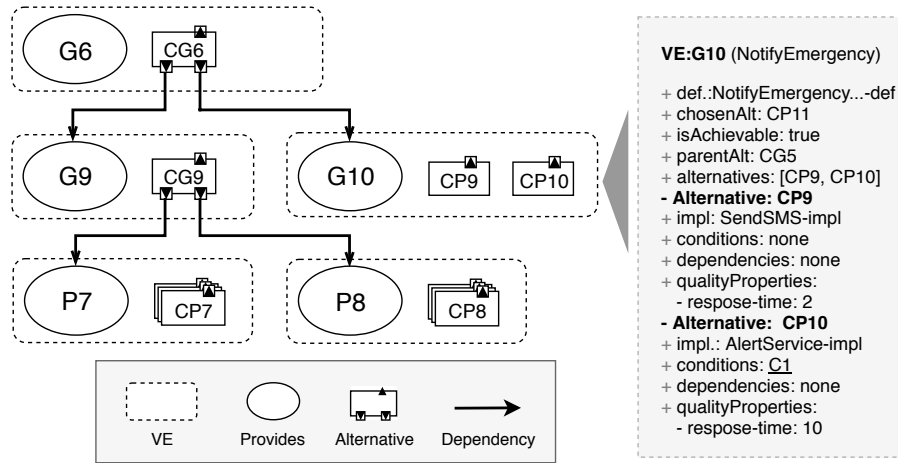 G6
CG6
G9
CG9
G10
CP9
CP10
P7
CP7
P8
CP8
VE
Provides
Alternative
Dependency
VE:G10 (NotifyEmergency)
+ def.:NotifyEmergency...-def
+ chosenAlt: CP11
+ isAchievable: true
+ parentAlt: CG5
+ alternatives: [CP9, CP10]
- Alternative: CP9
+ impl: SendSMS-impl
+ conditions: none
+ dependencies: none
+ qualityProperties:
- respose-time: 2
- Alternative: CP10
+ impl.: AlertService-impl
+ conditions: C1
+ dependencies: none
+ qualityProperties:
- respose-time: 10